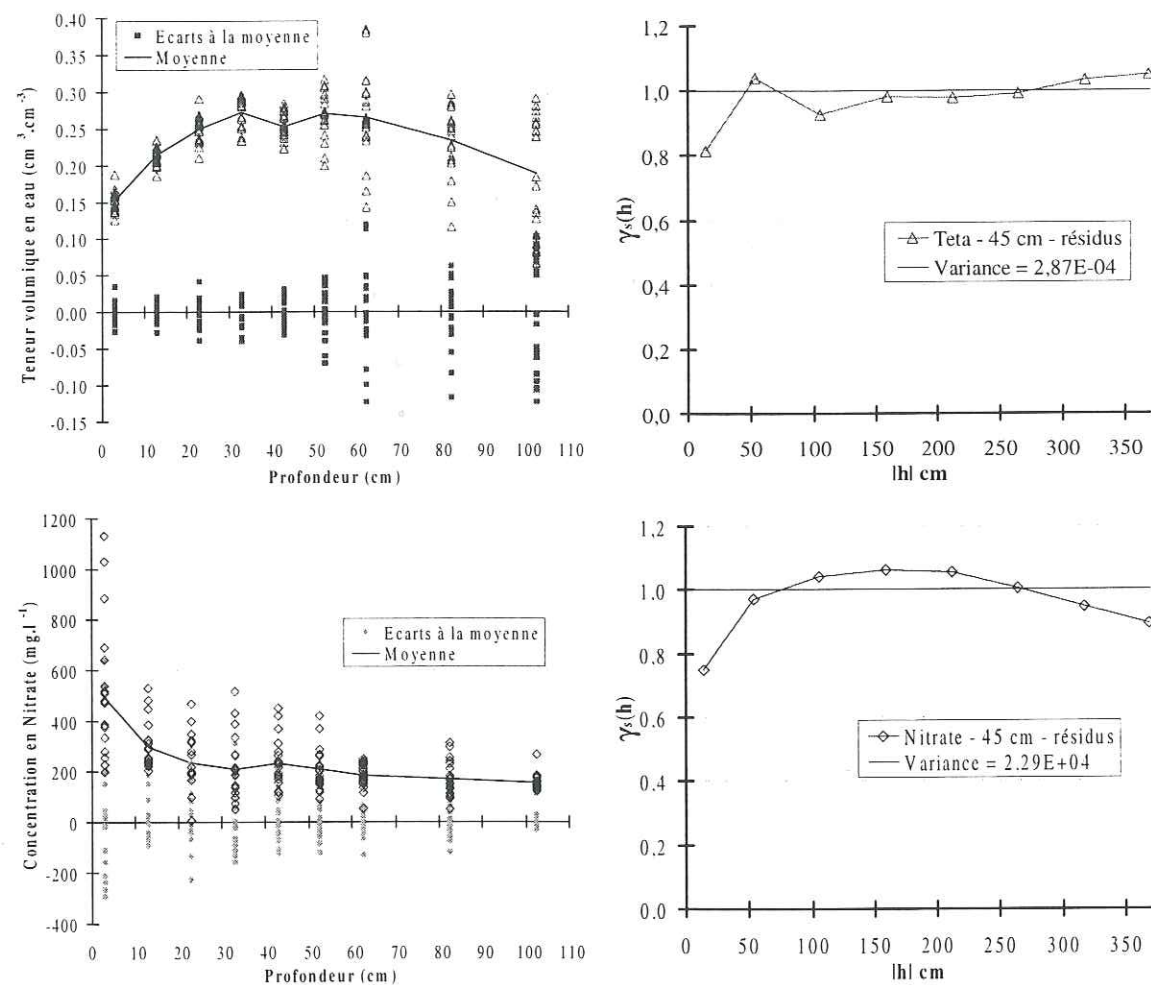 0.40
0.35
0.30
0.25
0.20
0.15
0.10
0.05
0.00
-0.05
-0.10
-0.15
Teneur volumique en eau (cm³.cm⁻³)
Ecarts à la moyenne
Moyenne
0 10 20 30 40 50 60 70 80 90 100 110
Profondeur (cm)
1,2
1,0
0,8
0,6
0,4
0,2
0,0
γs(h)
Teta - 45 cm - résidus
Variance = 2,87E-04
0 50 100 150 200 250 300 350
|h| cm
1200
1000
800
600
400
200
0
-200
-400
Concentration en Nitrate (mg.l⁻¹)
Ecarts à la moyenne
Moyenne
0 10 20 30 40 50 60 70 80 90 100 110
Profondeur (cm)
1.2
1.0
0.8
0.6
0.4
0.2
0.0
γs(h)
Nitrate - 45 cm - résidus
Variance = 2.29E+04
0 50 100 150 200 250 300 350
|h| cm